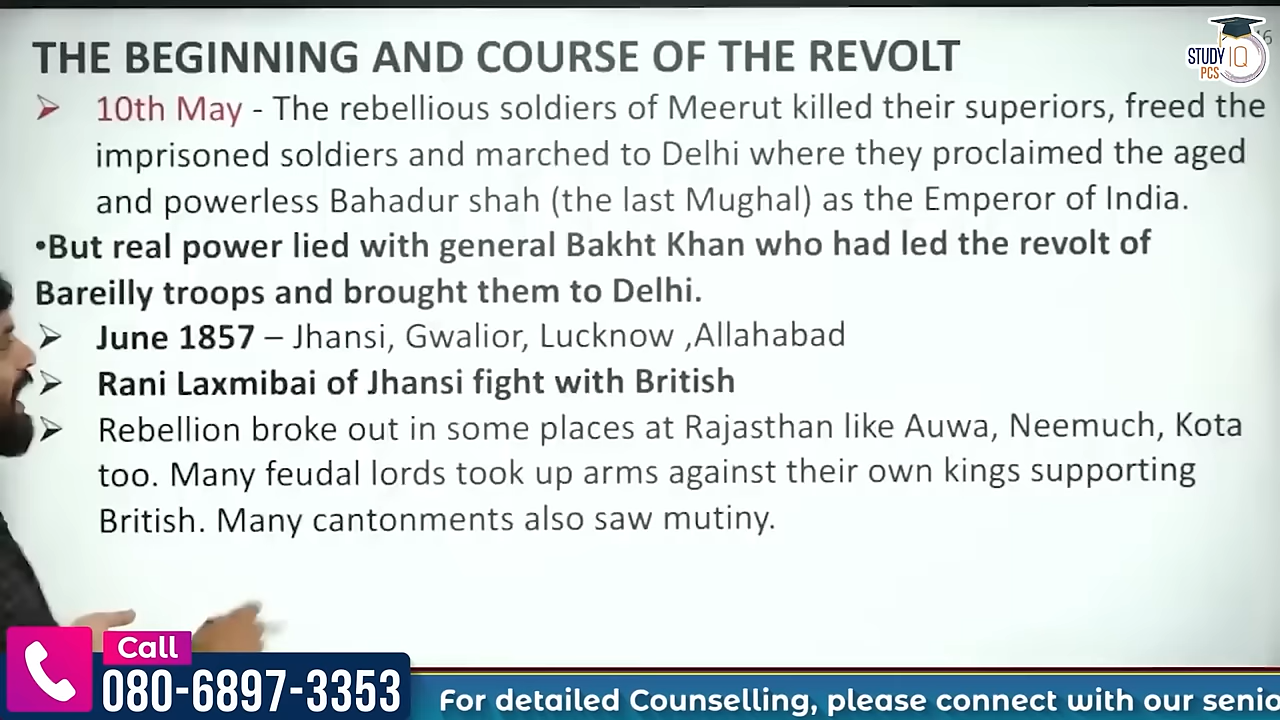 THE BEGINNING AND COURSE OF THE REVOLT
STUDY IQ
PCS
➢ 10th May - The rebellious soldiers of Meerut killed their superiors, freed the
imprisoned soldiers and marched to Delhi where they proclaimed the aged
and powerless Bahadur shah (the last Mughal) as the Emperor of India.
•But real power lied with general Bakht Khan who had led the revolt of
Bareilly troops and brought them to Delhi.
➢ June 1857 – Jhansi, Gwalior, Lucknow ,Allahabad
➢ Rani Laxmibai of Jhansi fight with British
➢ Rebellion broke out in some places at Rajasthan like Auwa, Neemuch, Kota
too. Many feudal lords took up arms against their own kings supporting
British. Many cantonments also saw mutiny.
Call
080-6897-3353
For detailed Counselling, please connect with our senio